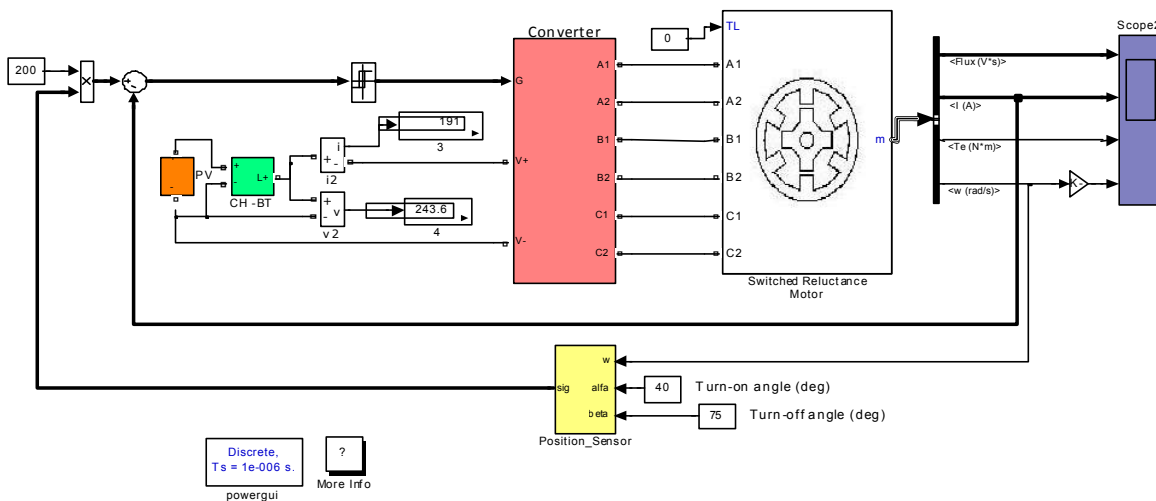 200
×
+
-
Converter
G
V+
V-
A1
A2
B1
B2
C1
C2
0
TL
A1
A2
B1
B2
C1
C2
m
Switched Reluctance
Motor
<Flux (V*s)>
<I (A)>
<Te (N*m)>
<w (rad/s)>
K-
Scope2
PV
-
+
-
L+
CH -BT
+
-
i
i2
191
3
+
-
v
v2
243.6
4
sig
w
alfa
beta
Position_Sensor
40
Turn-on angle (deg)
75
Turn-off angle (deg)
Discrete,
Ts = 1e-006 s.
powergui
?
More Info